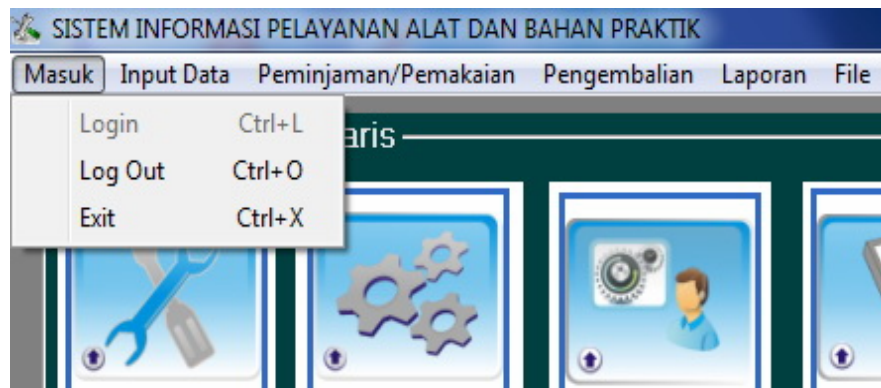 SISTEM INFORMASI PELAYANAN ALAT DAN BAHAN PRAKTIK
Masuk Input Data Peminjaman/Pemakaian Pengembalian Laporan File
Login Ctrl+L
aris
Log Out Ctrl+O
Exit Ctrl+X